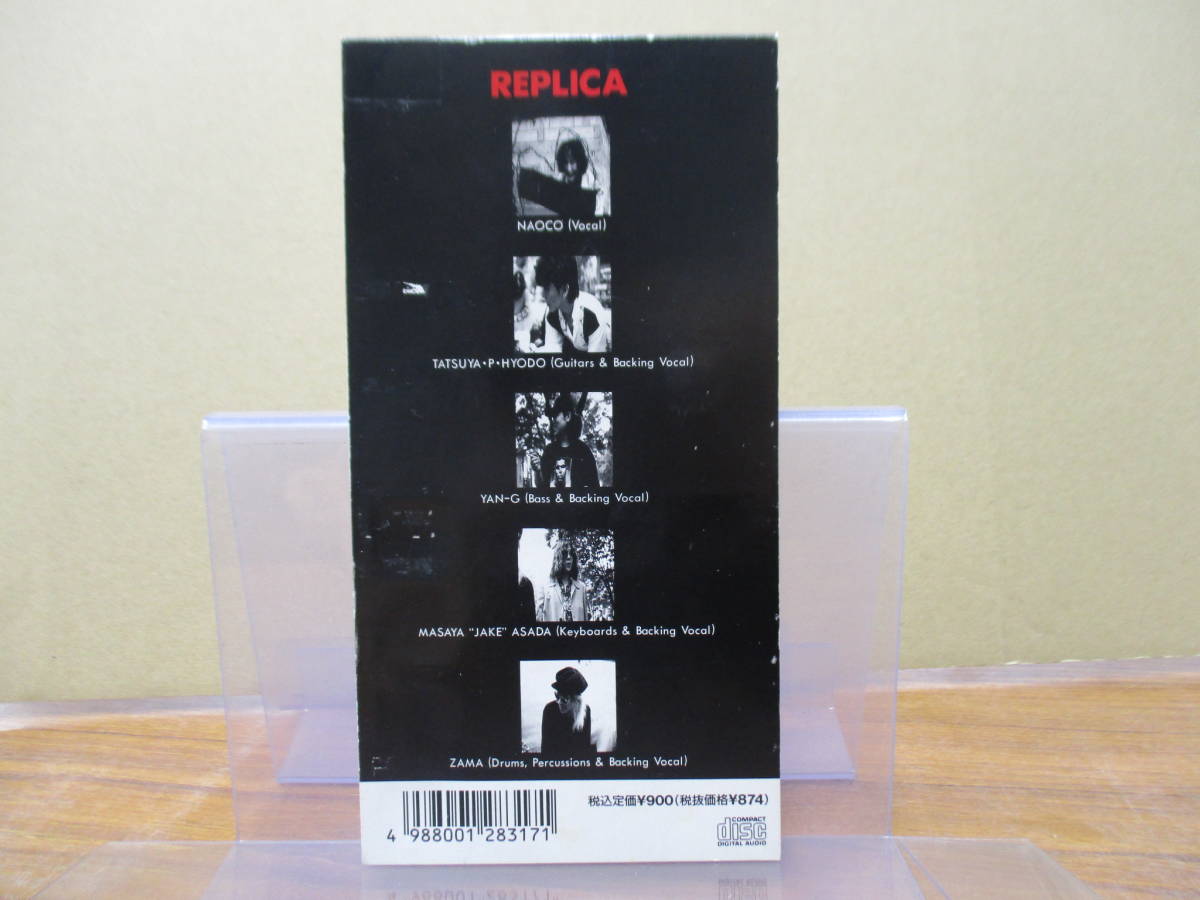 REPLICA
NAOCO (Vocal)
TATSUYA・P・HYODO (Guitars & Backing Vocal)
YAN-G (Bass & Backing Vocal)
MASAYA "JAKE" ASADA (Keyboards & Backing Vocal)
ZAMA (Drums, Percussions & Backing Vocal)
税込定価¥900(税抜価格¥874)
4 988001 283171
COMPACT
disc
DIGITAL AUDIO